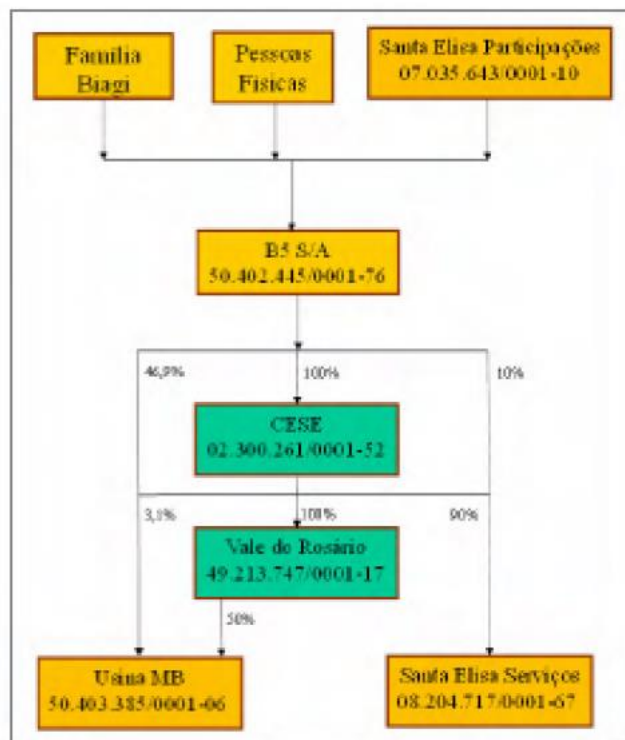 Família
Biagi
Pessoas
Físicas
Santa Elisa Participações
07.035.643/0001-10
B5 S/A
50.402.445/0001-76
46,9%
100%
10%
CESE
02.300.261/0001-52
3,1%
100%
90%
Vale do Rosário
49.213.747/0001-17
50%
Usina MB
50.403.385/0001-06
Santa Elisa Serviços
08.204.717/0001-67